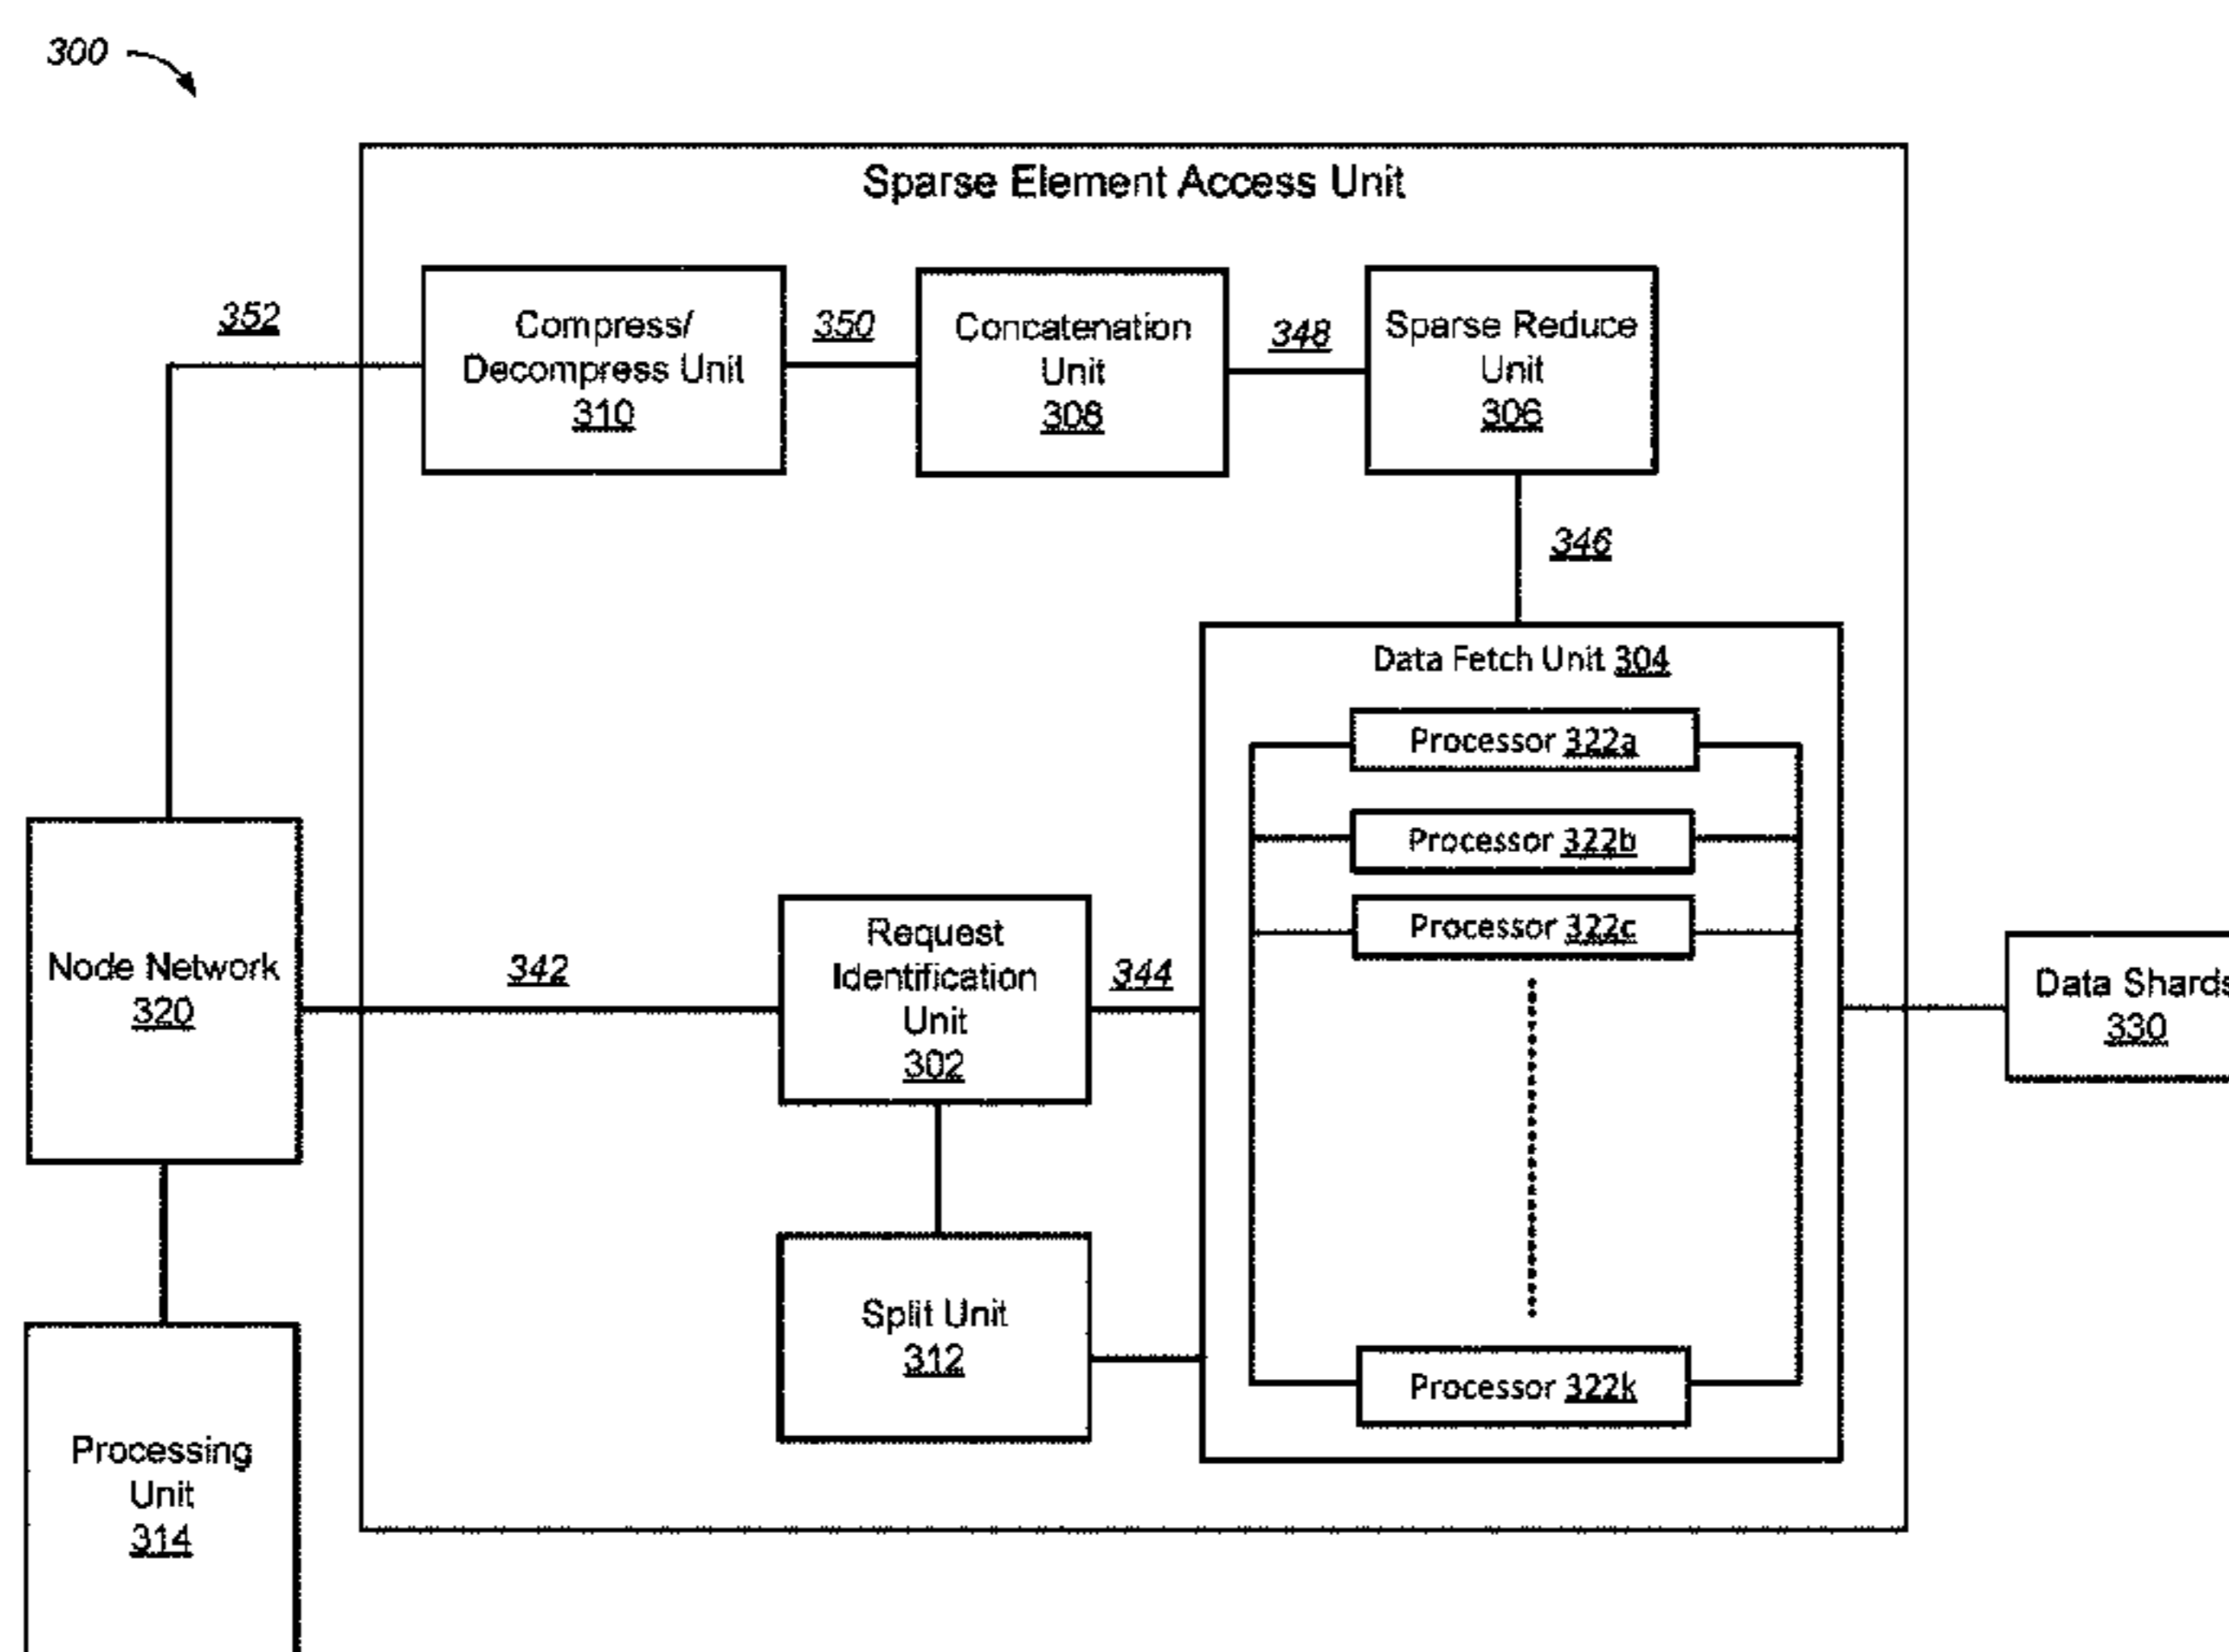 300
Sparse Element Access Unit
352
Compress/
Decompress Unit
310
350
Concatenation
Unit
308
348
Sparse Reduce
Unit
306
346
Data Fetch Unit 304
Processor 322a
Processor 322b
Processor 322c
Processor 322k
Node Network
320
342
Request
Identification
Unit
302
344
Data Shards
330
Split Unit
312
Processing
Unit
314